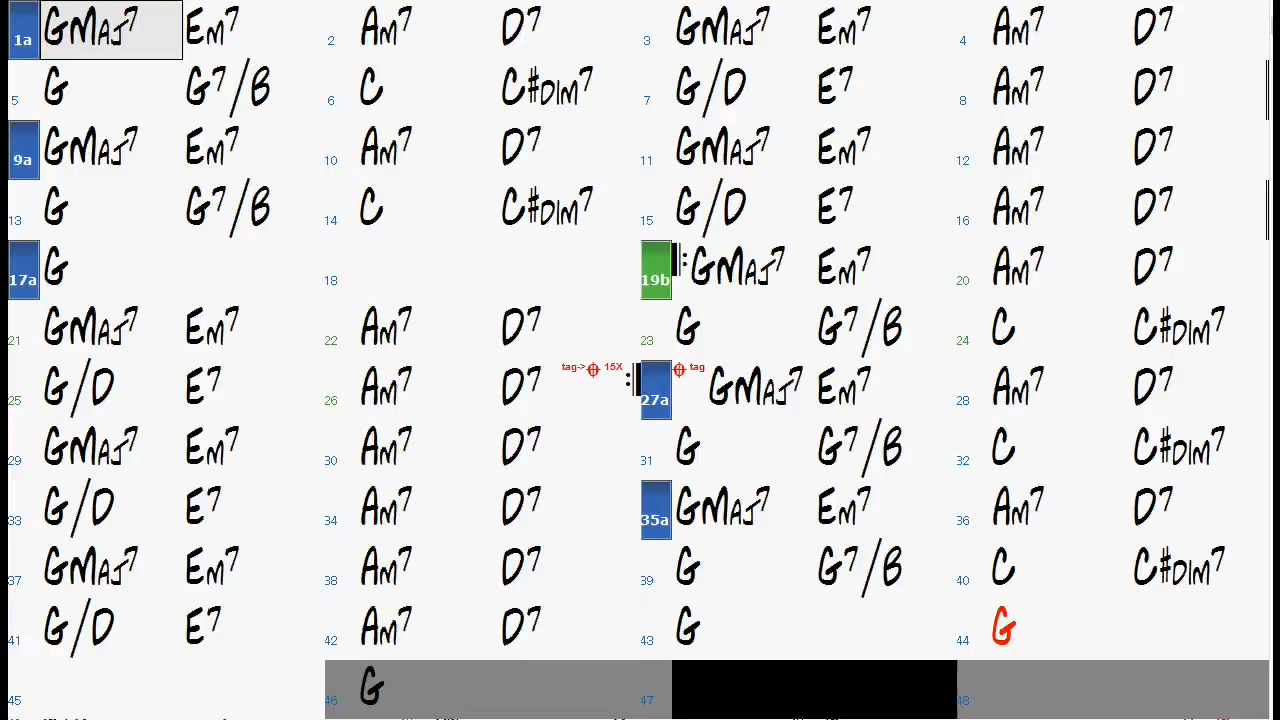 1a GMAJ7 Em7 2 Am7 D7 3 GMAJ7 Em7 4 Am7 D7
5 G G7/B 6 C C#DIM7 7 G/D E7 8 Am7 D7
9a GMAJ7 Em7 10 Am7 D7 11 GMAJ7 Em7 12 Am7 D7
13 G G7/B 14 C C#DIM7 15 G/D E7 16 Am7 D7
17a G 18 19b GMAJ7 Em7 20 Am7 D7
21 GMAJ7 Em7 22 Am7 D7 23 G G7/B 24 C C#DIM7
tag-> 15X tag
25 G/D E7 26 Am7 D7 27a GMAJ7 Em7 28 Am7 D7
29 GMAJ7 Em7 30 Am7 D7 31 G G7/B 32 C C#DIM7
33 G/D E7 34 Am7 D7 35a GMAJ7 Em7 36 Am7 D7
37 GMAJ7 Em7 38 Am7 D7 39 G G7/B 40 C C#DIM7
41 G/D E7 42 Am7 D7 43 G 44 G
45 46 G 47 48